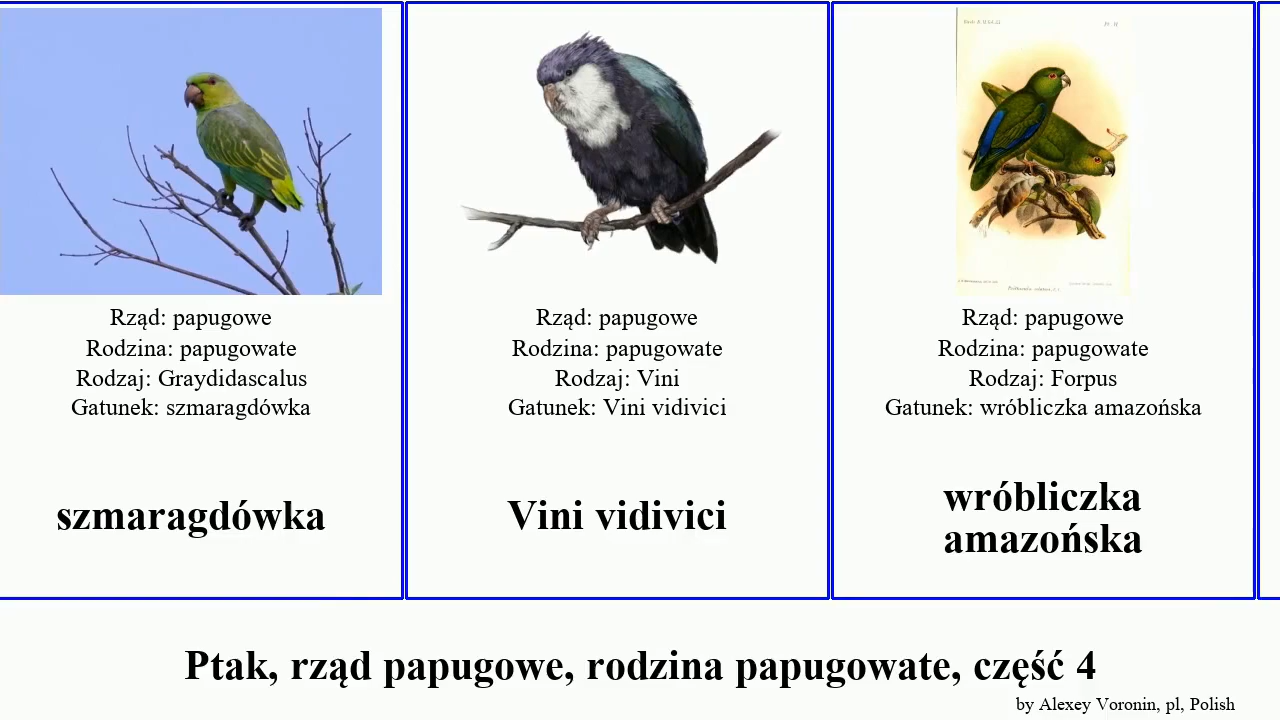 Rząd: papugowe
Rodzina: papugowate
Rodzaj: Graydidascalus
Gatunek: szmaragdówka
szmaragdówka
Rząd: papugowe
Rodzina: papugowate
Rodzaj: Vini
Gatunek: Vini vidivici
Vini vidivici
Rząd: papugowe
Rodzina: papugowate
Rodzaj: Forpus
Gatunek: wróbliczka amazońska
wróbliczka
amazońska
Ptak, rząd papugowe, rodzina papugowate, część 4
by Alexey Voronin, pl, Polish